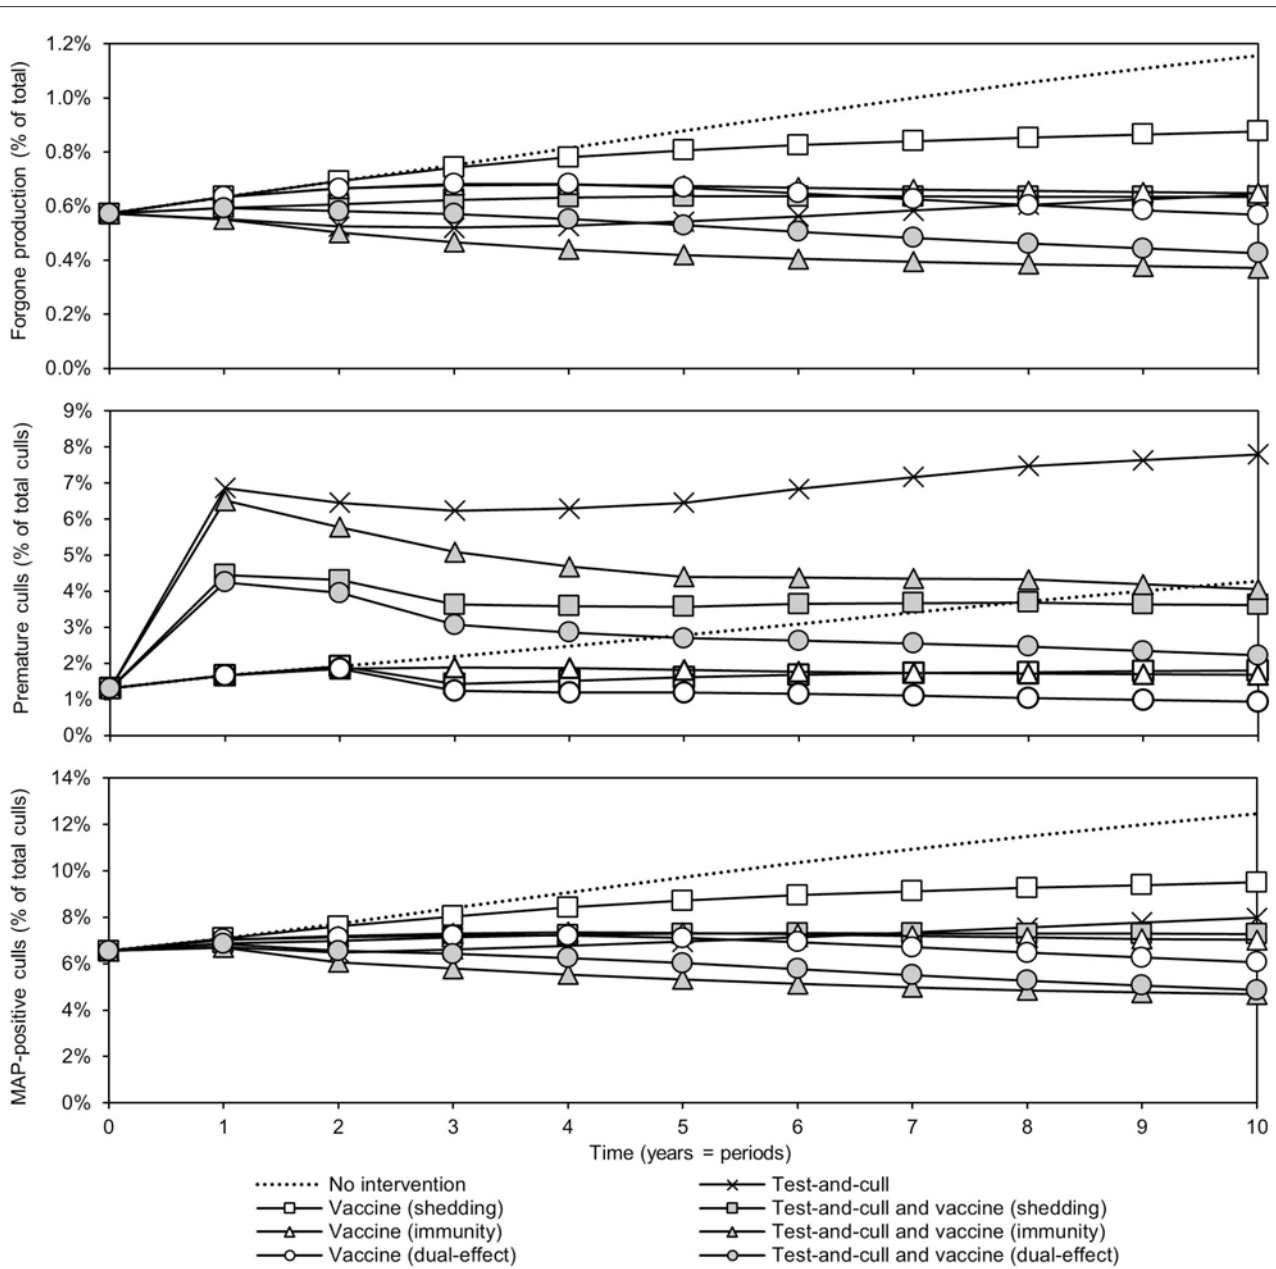 Forgone production (% of total)
1.2%
1.0%
0.8%
0.6%
0.4%
0.2%
0.0%
Premature culls (% of total culls)
9%
8%
7%
6%
5%
4%
3%
2%
1%
0%
MAP-positive culls (% of total culls)
14%
12%
10%
8%
6%
4%
2%
0%
0 1 2 3 4 5 6 7 8 9 10
Time (years = periods)
No intervention
Test-and-cull
Vaccine (shedding)
Test-and-cull and vaccine (shedding)
Vaccine (immunity)
Test-and-cull and vaccine (immunity)
Vaccine (dual-effect)
Test-and-cull and vaccine (dual-effect)